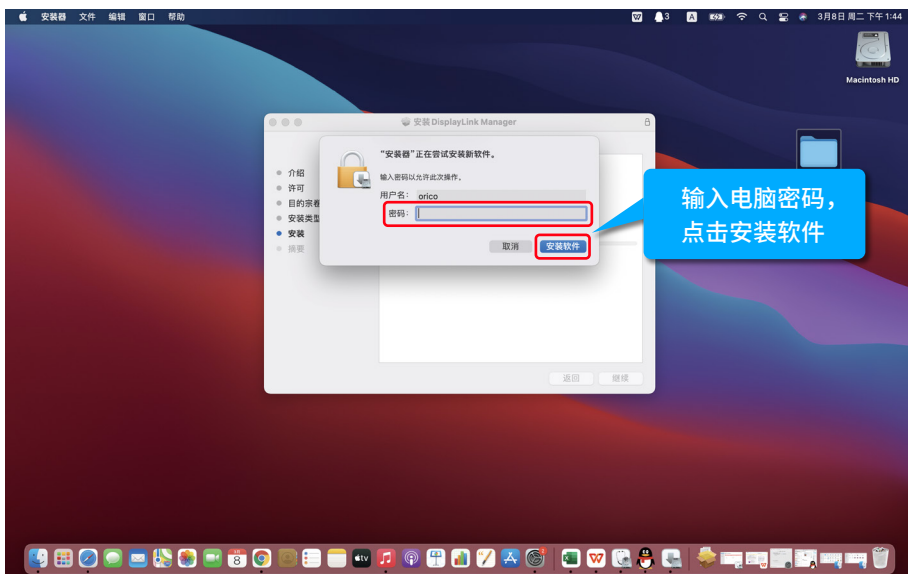 安装器 文件 编辑 窗口 帮助
3 A 3月8日 周二 下午1:44
Macintosh HD
安装 DisplayLink Manager
“安装器”正在尝试安装新软件。
输入密码以允许此次操作。
用户名： orico
密码：
取消 安装软件
介绍
许可
目的宗卷
安装类型
安装
摘要
输入电脑密码，
点击安装软件
返回 继续
8
tv